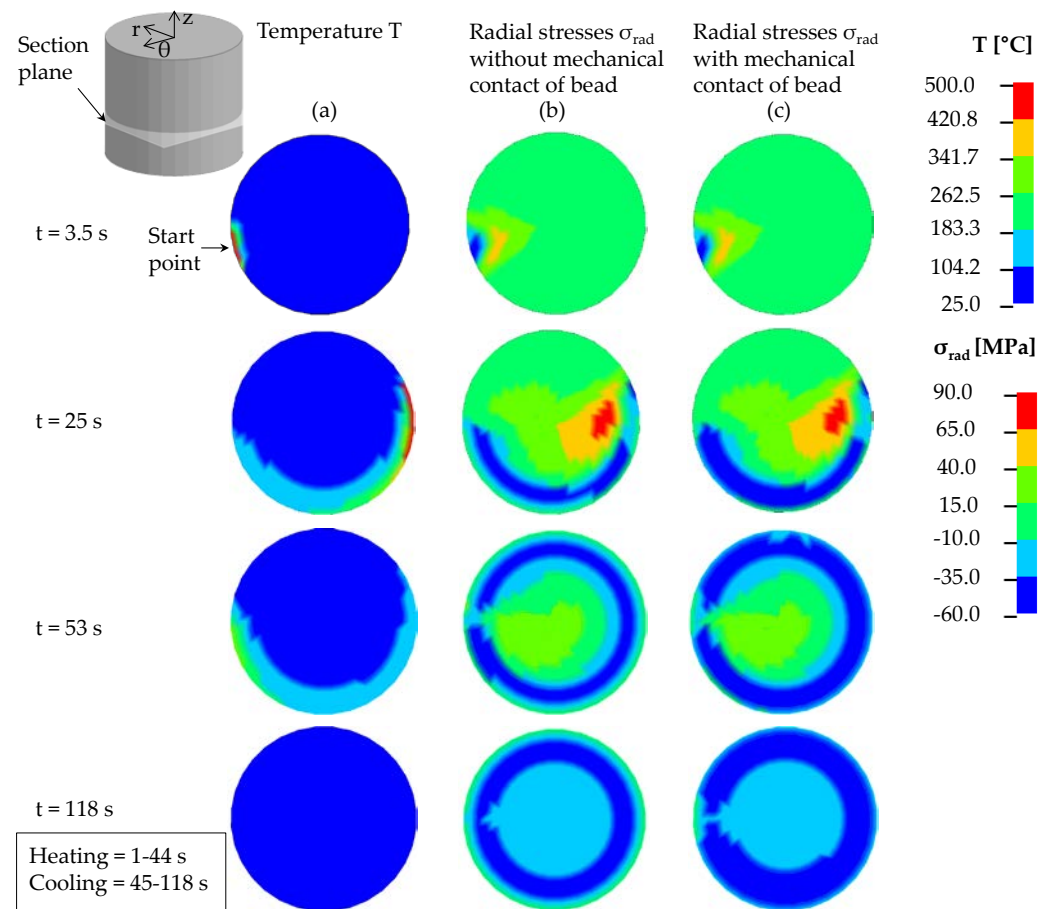 z
r
θ
Section
plane
Temperature T
(a)
Radial stresses σrad
without mechanical
contact of bead
(b)
Radial stresses σrad
with mechanical
contact of bead
(c)
T [°C]
500.0
420.8
341.7
262.5
183.3
104.2
25.0
t = 3.5 s
Start
point
σrad [MPa]
90.0
65.0
40.0
15.0
-10.0
-35.0
-60.0
t = 25 s
t = 53 s
t = 118 s
Heating = 1-44 s
Cooling = 45-118 s